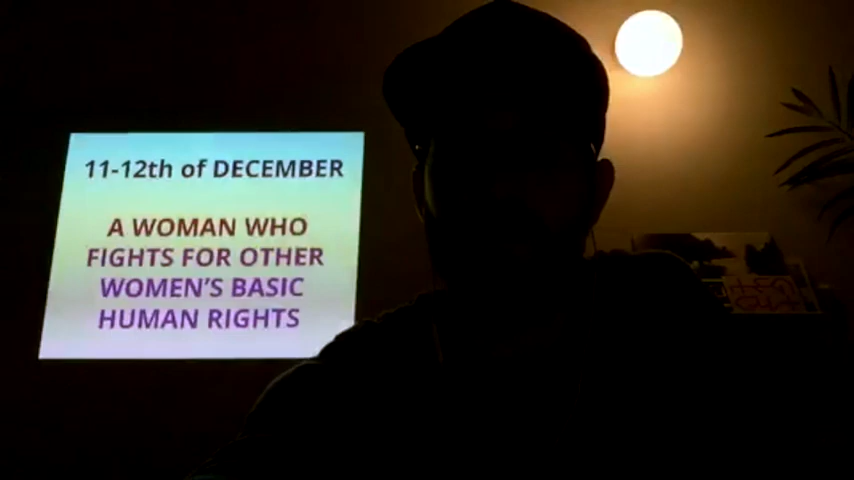 11-12th of DECEMBER
A WOMAN WHO
FIGHTS FOR OTHER
WOMEN'S BASIC
HUMAN RIGHTS